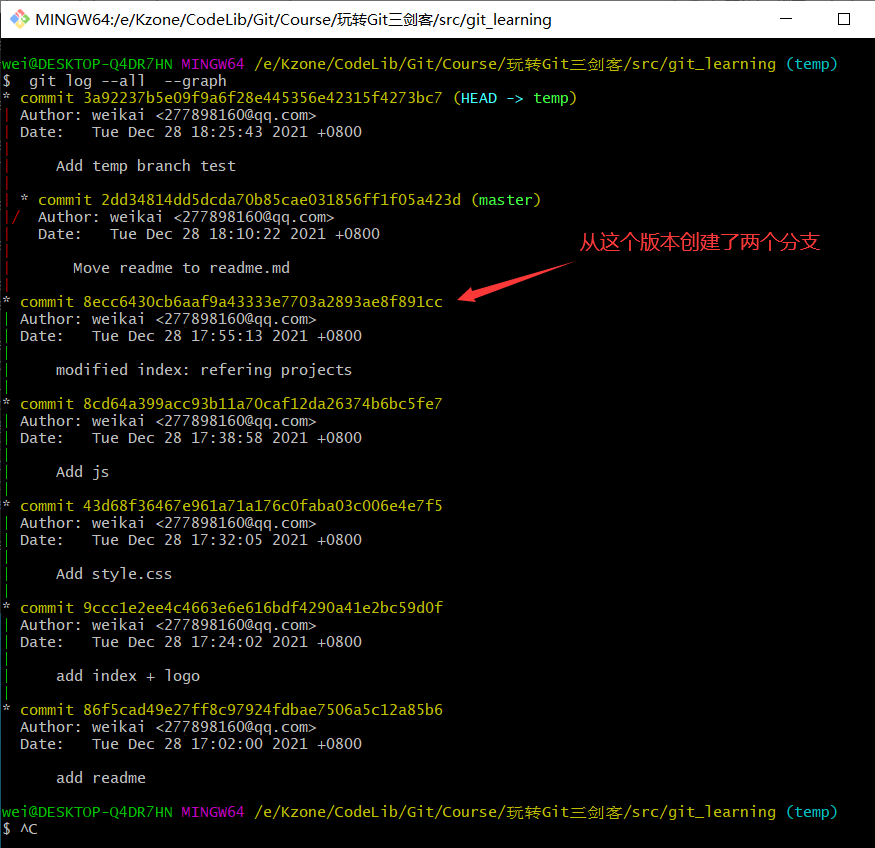 MINGW64:/e/Kzone/CodeLib/Git/Course/玩转Git三剑客/src/git_learning
wei@DESKTOP-Q4DR7HN MINGW64 /e/Kzone/CodeLib/Git/Course/玩转Git三剑客/src/git_learning (temp)
$  git log --all  --graph
* commit 3a92237b5e09f9a6f28e445356e42315f4273bc7 (HEAD -> temp)
| Author: weikai <277898160@qq.com>
| Date:   Tue Dec 28 18:25:43 2021 +0800
|
|     Add temp branch test
|
| * commit 2dd34814dd5dcda70b85cae031856ff1f05a423d (master)
|/  Author: weikai <277898160@qq.com>
|   Date:   Tue Dec 28 18:10:22 2021 +0800
|
|       Move readme to readme.md
|
从这个版本创建了两个分支
* commit 8ecc6430cb6aaf9a43333e7703a2893ae8f891cc
| Author: weikai <277898160@qq.com>
| Date:   Tue Dec 28 17:55:13 2021 +0800
|
|     modified index: refering projects
|
* commit 8cd64a399acc93b11a70caf12da26374b6bc5fe7
| Author: weikai <277898160@qq.com>
| Date:   Tue Dec 28 17:38:58 2021 +0800
|
|     Add js
|
* commit 43d68f36467e961a71a176c0faba03c006e4e7f5
| Author: weikai <277898160@qq.com>
| Date:   Tue Dec 28 17:32:05 2021 +0800
|
|     Add style.css
|
* commit 9ccc1e2ee4c4663e6e616bdf4290a41e2bc59d0f
| Author: weikai <277898160@qq.com>
| Date:   Tue Dec 28 17:24:02 2021 +0800
|
|     add index + logo
|
* commit 86f5cad49e27ff8c97924fdbae7506a5c12a85b6
  Author: weikai <277898160@qq.com>
  Date:   Tue Dec 28 17:02:00 2021 +0800
      add readme
wei@DESKTOP-Q4DR7HN MINGW64 /e/Kzone/CodeLib/Git/Course/玩转Git三剑客/src/git_learning (temp)
$ ^C